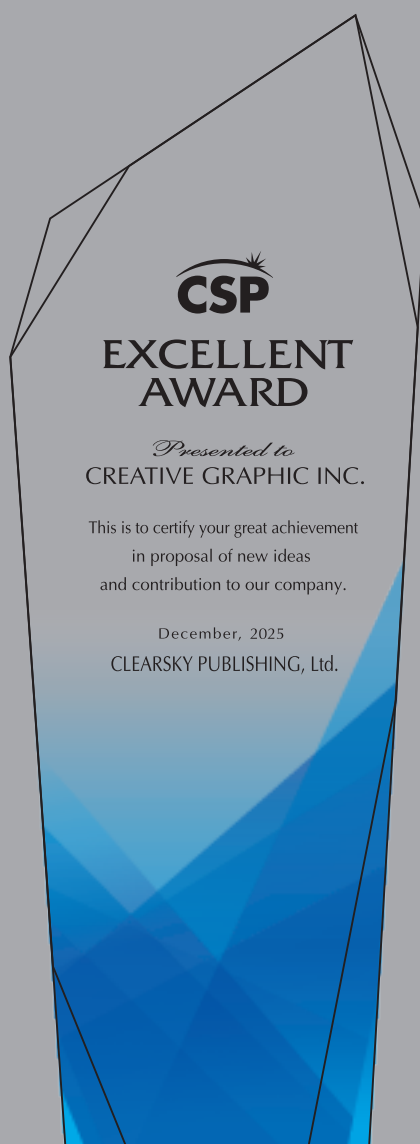 CSP
EXCELLENT
AWARD
Presented to
CREATIVE GRAPHIC INC.
This is to certify your great achievement
in proposal of new ideas
and contribution to our company.
December, 2025
CLEARSKY PUBLISHING, Ltd.